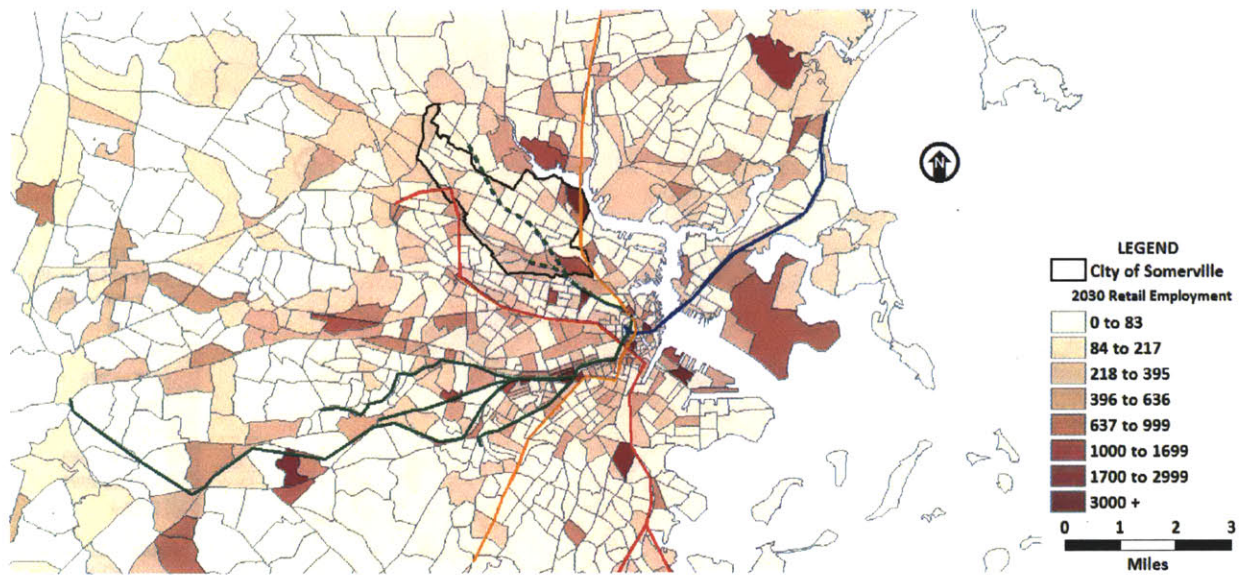 N
LEGEND
City of Somerville
2030 Retail Employment
0 to 83
84 to 217
218 to 395
396 to 636
637 to 999
1000 to 1699
1700 to 2999
3000 +
0 1 2 3
Miles